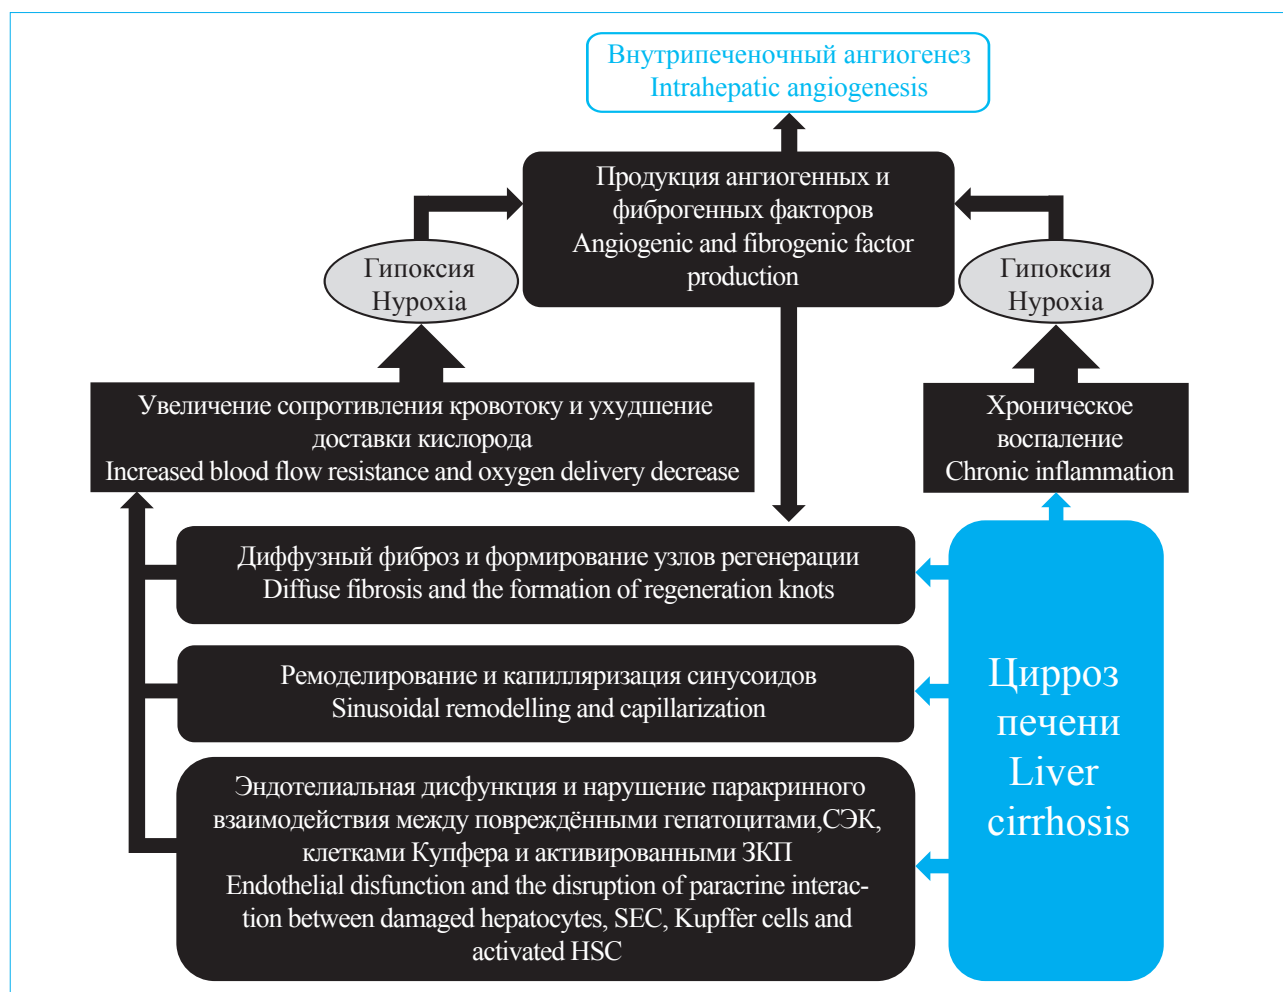 Внутрипеченочный ангиогенез
Intrahepatic angiogenesis
Продукция ангиогенных и
фиброгенных факторов
Angiogenic and fibrogenic factor
production
Гипоксия
Hypoxia
Гипоксия
Hypoxia
Увеличение сопротивления кровотоку и ухудшение
доставки кислорода
Increased blood flow resistance and oxygen delivery decrease
Хроническое
воспаление
Chronic inflammation
Диффузный фиброз и формирование узлов регенерации
Diffuse fibrosis and the formation of regeneration knots
Ремоделирование и капилляризация синусоидов
Sinusoidal remodelling and capillarization
Эндотелиальная дисфункция и нарушение паракринного
взаимодействия между повреждёнными гепатоцитами,СЭК,
клетками Купфера и активированными ЗКП
Endothelial disfunction and the disruption of paracrine interac-
tion between damaged hepatocytes, SEC, Kupffer cells and
activated HSC
Цирроз
печени
Liver
cirrhosis